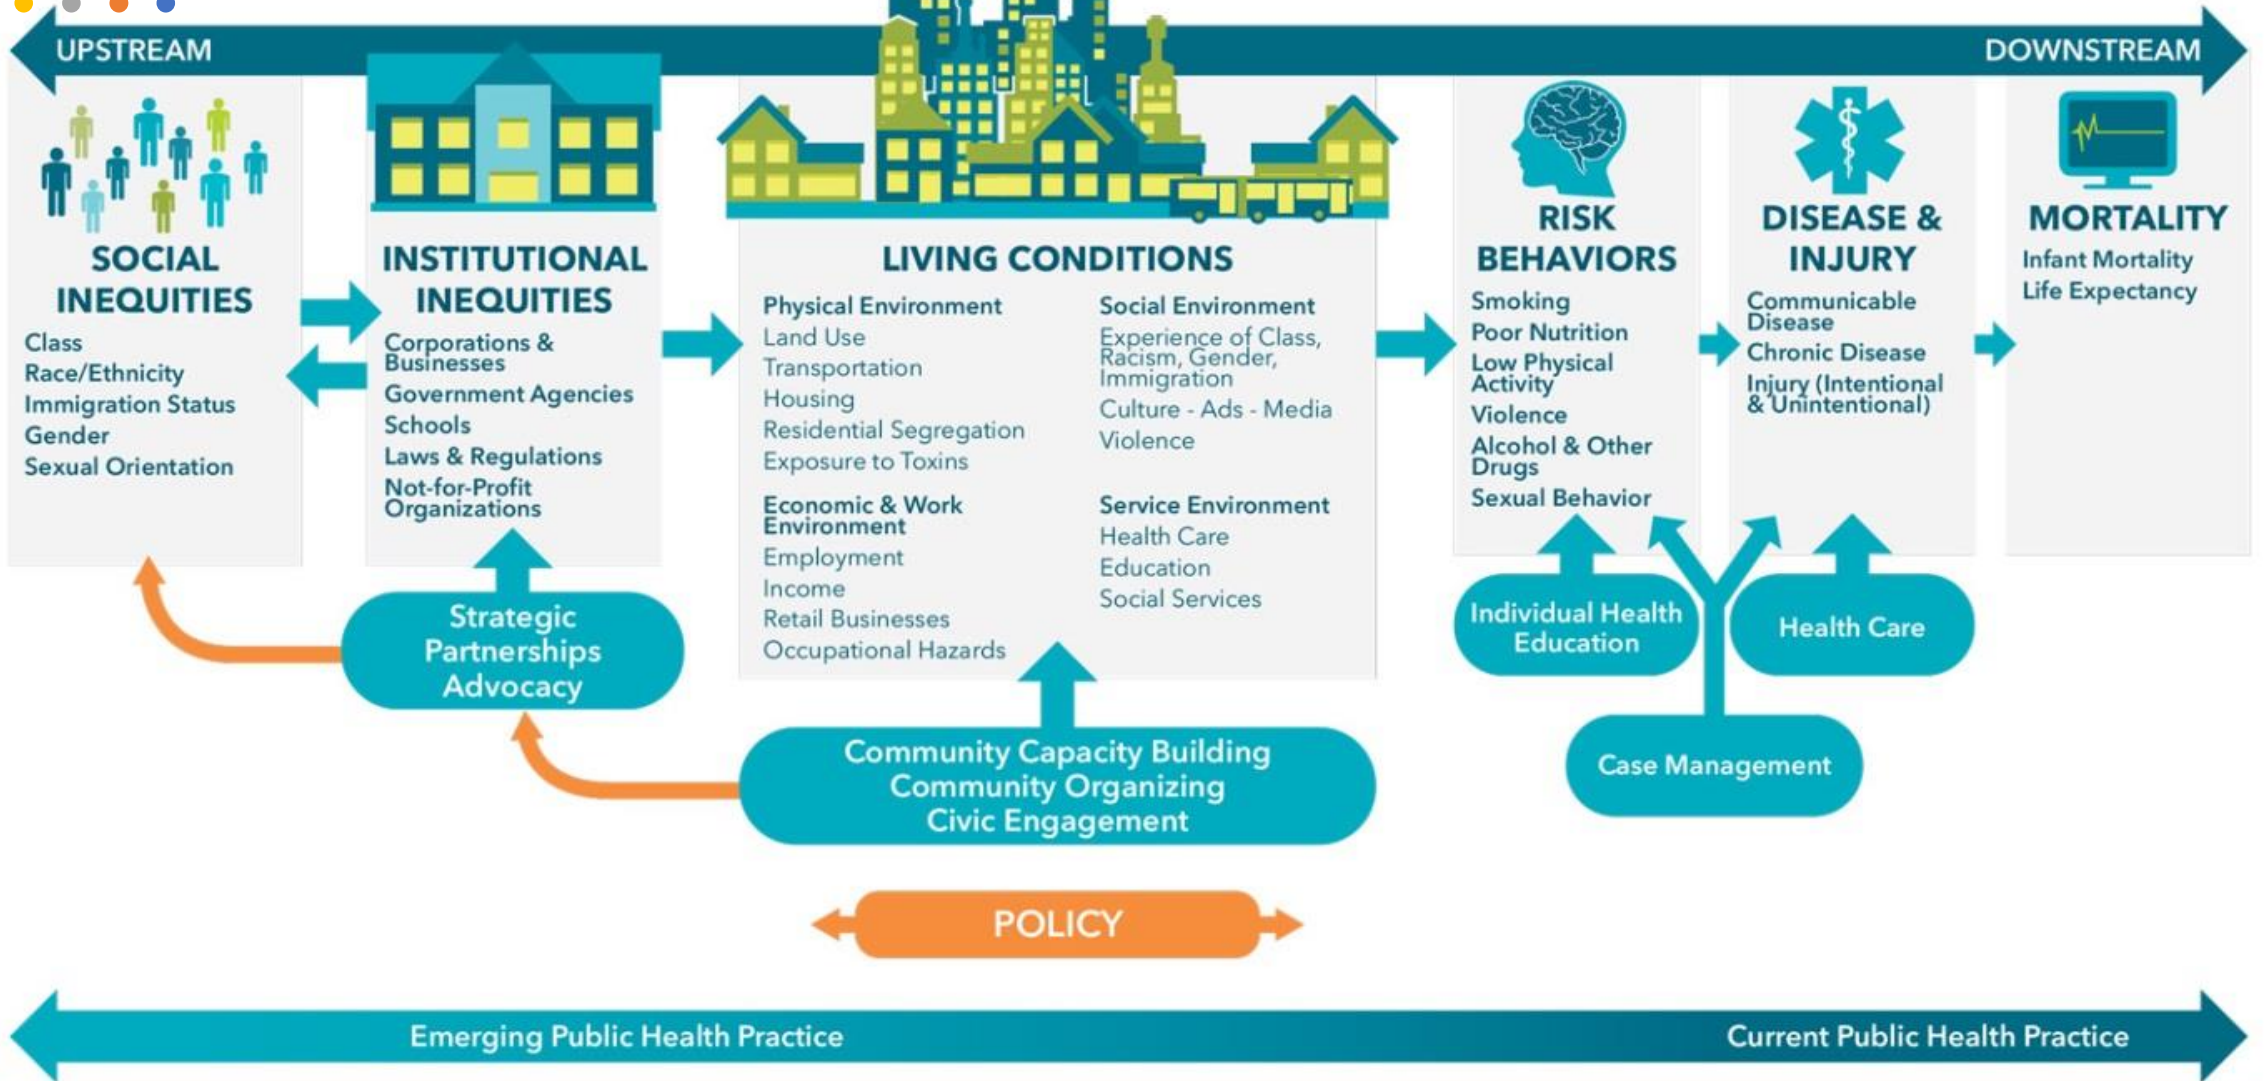 UPSTREAM
DOWNSTREAM
SOCIAL
INEQUITIES
Class
Race/Ethnicity
Immigration Status
Gender
Sexual Orientation
INSTITUTIONAL
INEQUITIES
Corporations &
Businesses
Government Agencies
Schools
Laws & Regulations
Not-for-Profit
Organizations
LIVING CONDITIONS
Physical Environment
Land Use
Transportation
Housing
Residential Segregation
Exposure to Toxins
Economic & Work
Environment
Employment
Income
Retail Businesses
Occupational Hazards
Social Environment
Experience of Class,
Racism, Gender,
Immigration
Culture - Ads - Media
Violence
Service Environment
Health Care
Education
Social Services
RISK
BEHAVIORS
Smoking
Poor Nutrition
Low Physical
Activity
Violence
Alcohol & Other
Drugs
Sexual Behavior
DISEASE &
INJURY
Communicable
Disease
Chronic Disease
Injury (Intentional
& Unintentional)
MORTALITY
Infant Mortality
Life Expectancy
Strategic
Partnerships
Advocacy
Community Capacity Building
Community Organizing
Civic Engagement
Individual Health
Education
Health Care
Case Management
POLICY
Emerging Public Health Practice
Current Public Health Practice